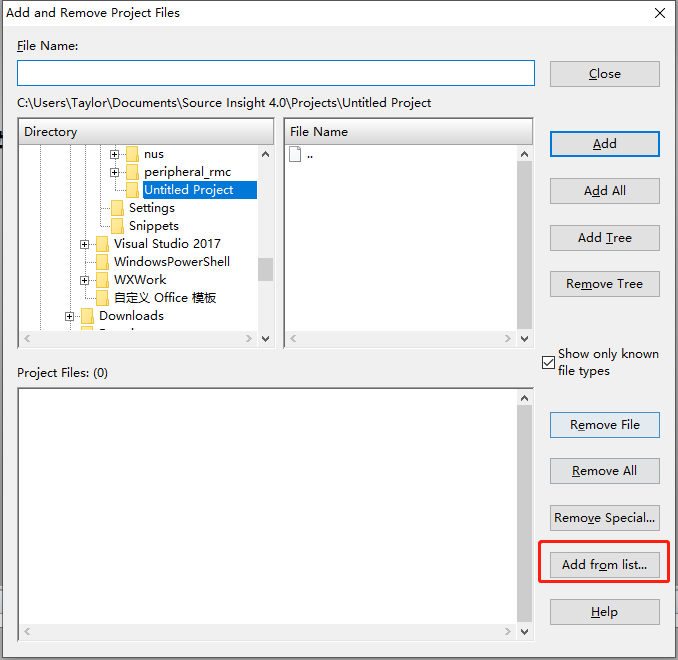 Add and Remove Project Files
File Name:
Close
C:\Users\Taylor\Documents\Source Insight 4.0\Projects\Untitled Project
Directory
File Name
nus
..
peripheral_rmc
Untitled Project
Settings
Snippets
Visual Studio 2017
WindowsPowerShell
WXWork
自定义 Office 模板
Downloads
Add
Add All
Add Tree
Remove Tree
Show only known
file types
Project Files: (0)
Remove File
Remove All
Remove Special...
Add from list...
Help